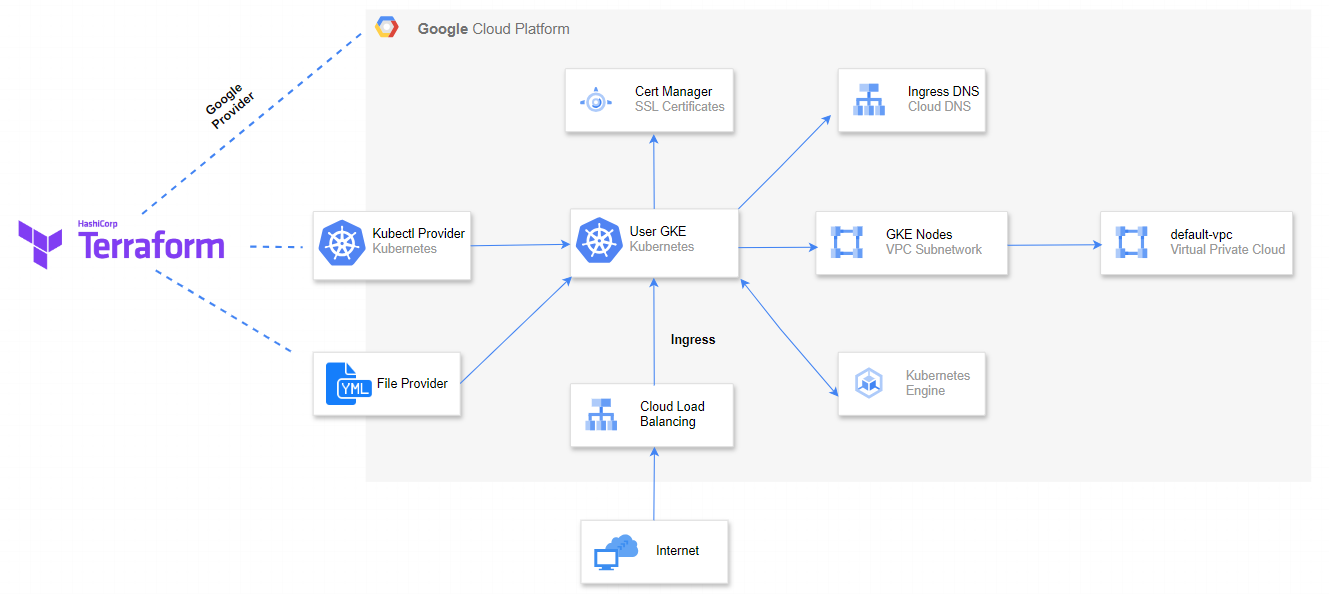 Google Cloud Platform
Google
Provider
Cert Manager
SSL Certificates
Ingress DNS
Cloud DNS
HashiCorp
Terraform
Kubectl Provider
Kubernetes
User GKE
Kubernetes
GKE Nodes
VPC Subnetwork
default-vpc
Virtual Private Cloud
Ingress
YML
File Provider
Kubernetes
Engine
Cloud Load
Balancing
Internet